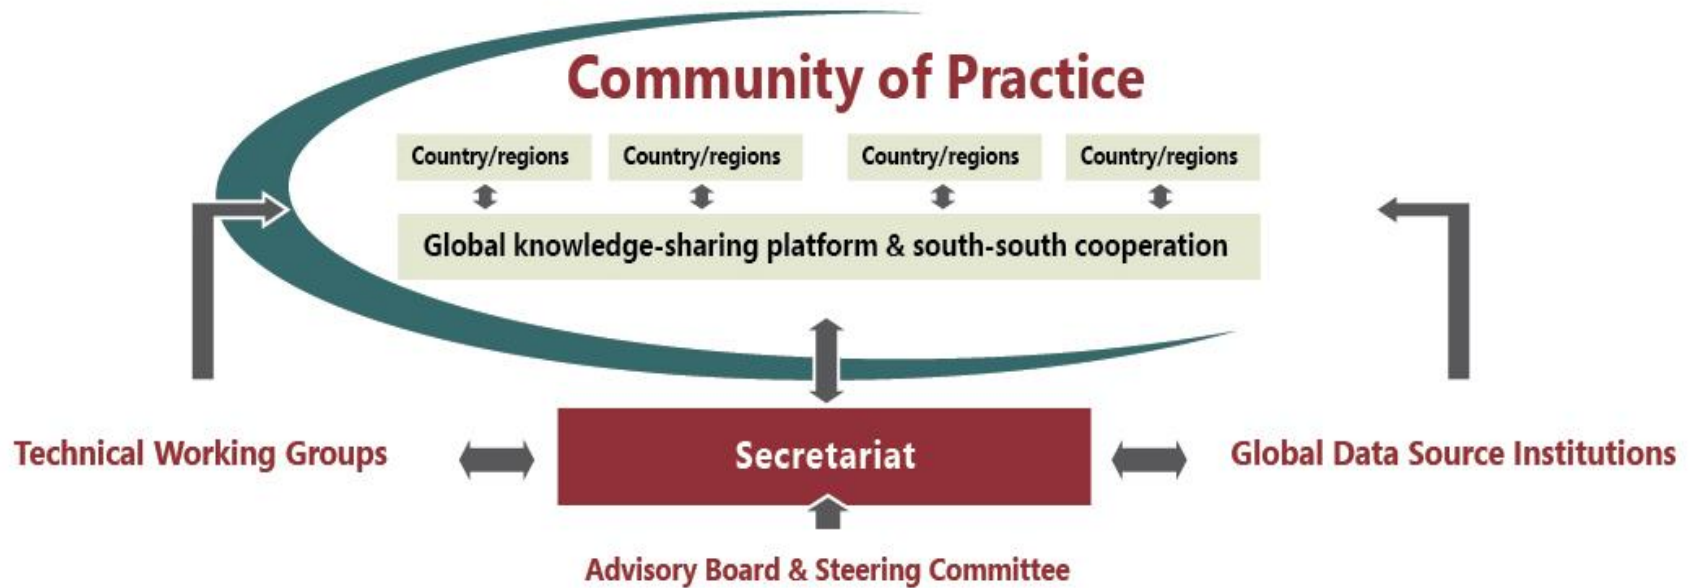 Community of Practice
Country/regions
Country/regions
Country/regions
Country/regions
Global knowledge-sharing platform & south-south cooperation
Technical Working Groups
Secretariat
Global Data Source Institutions
Advisory Board & Steering Committee